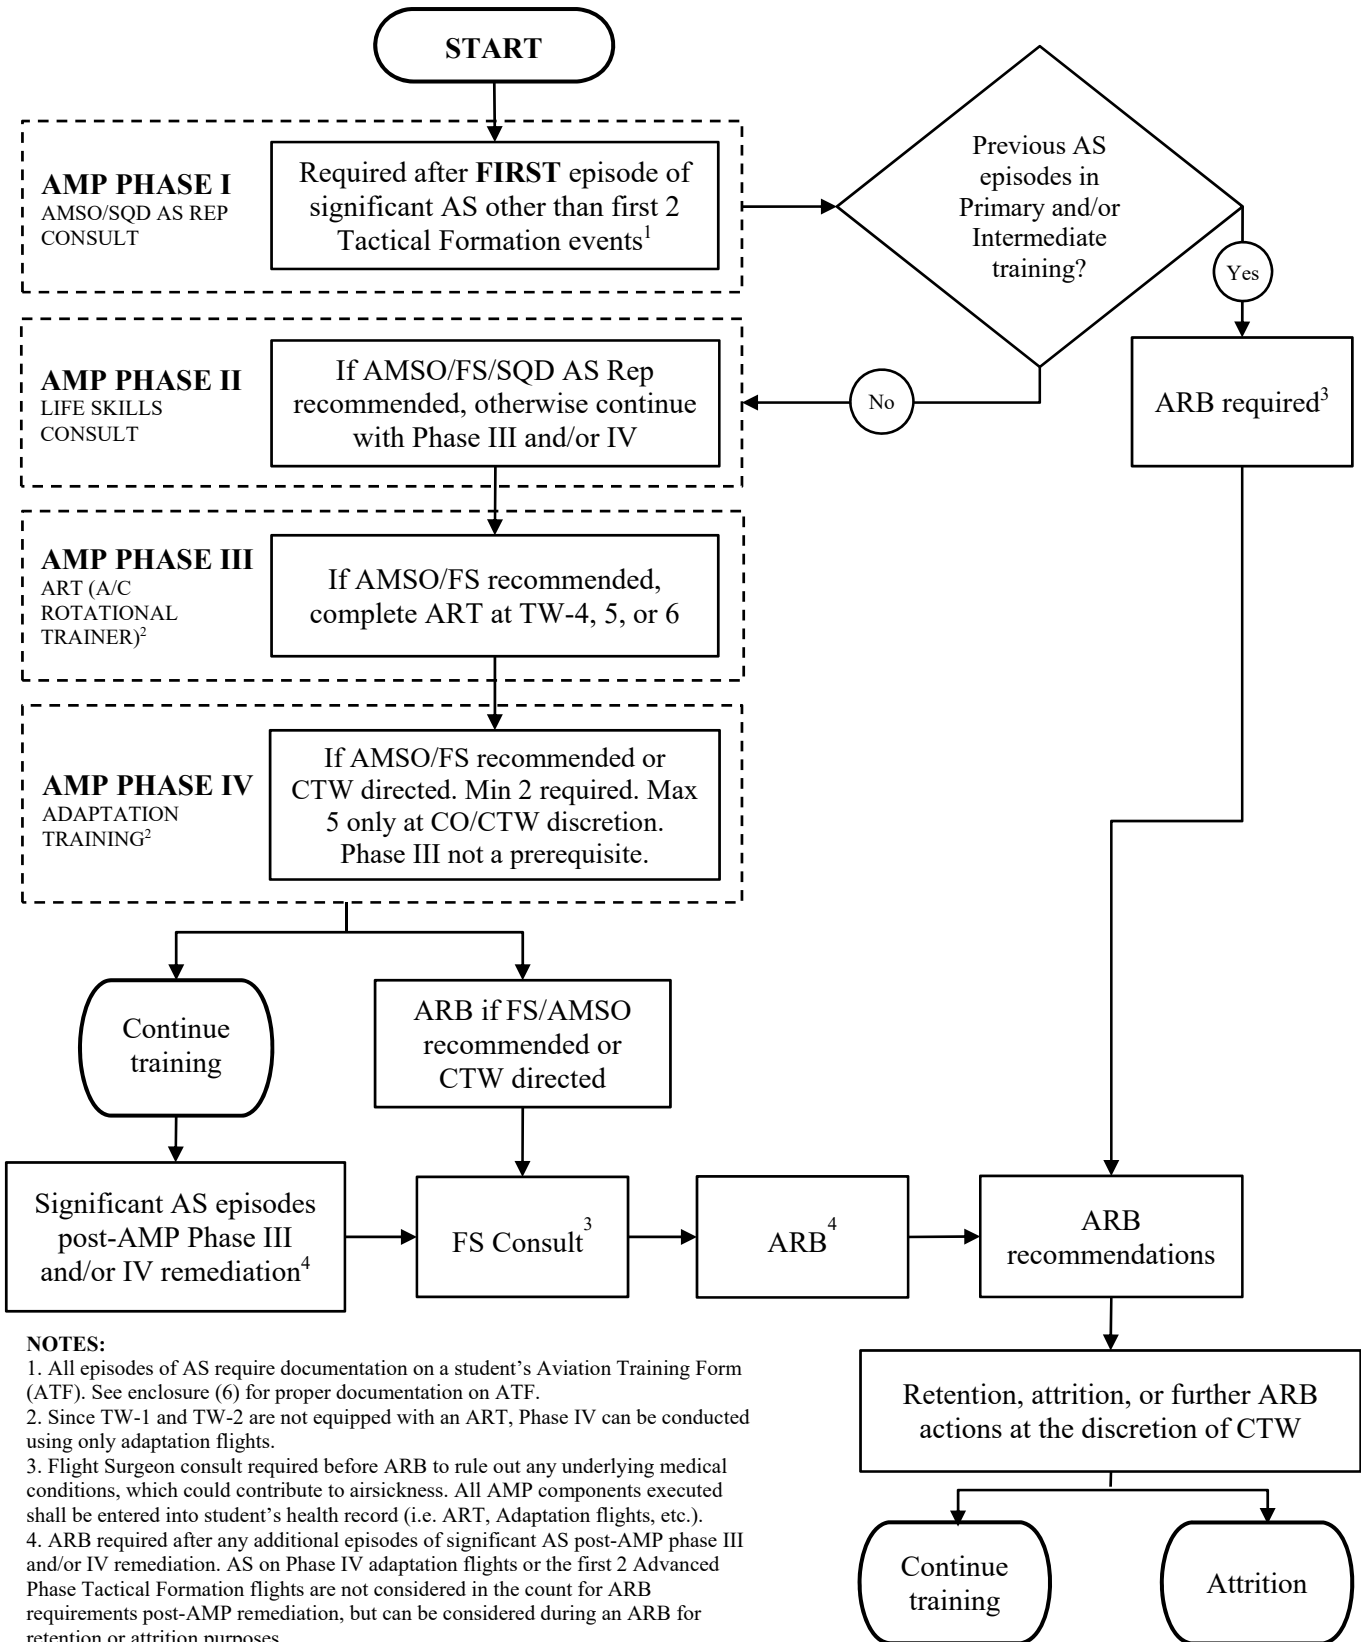 START
AMP PHASE I
AMSO/SQD AS REP
CONSULT
Required after FIRST episode of
significant AS other than first 2
Tactical Formation events1
Previous AS
episodes in
Primary and/or
Intermediate
training?
Yes
No
ARB required3
AMP PHASE II
LIFE SKILLS
CONSULT
If AMSO/FS/SQD AS Rep
recommended, otherwise continue
with Phase III and/or IV
AMP PHASE III
ART (A/C
ROTATIONAL
TRAINER)2
If AMSO/FS recommended,
complete ART at TW-4, 5, or 6
AMP PHASE IV
ADAPTATION
TRAINING2
If AMSO/FS recommended or
CTW directed. Min 2 required. Max
5 only at CO/CTW discretion.
Phase III not a prerequisite.
Continue
training
ARB if FS/AMSO
recommended or
CTW directed
Significant AS episodes
post-AMP Phase III
and/or IV remediation4
FS Consult3
ARB4
ARB
recommendations
Retention, attrition, or further ARB
actions at the discretion of CTW
Continue
training
Attrition
NOTES:
1. All episodes of AS require documentation on a student’s Aviation Training Form
(ATF). See enclosure (6) for proper documentation on ATF.
2. Since TW-1 and TW-2 are not equipped with an ART, Phase IV can be conducted
using only adaptation flights.
3. Flight Surgeon consult required before ARB to rule out any underlying medical
conditions, which could contribute to airsickness. All AMP components executed
shall be entered into student’s health record (i.e. ART, Adaptation flights, etc.).
4. ARB required after any additional episodes of significant AS post-AMP phase III
and/or IV remediation. AS on Phase IV adaptation flights or the first 2 Advanced
Phase Tactical Formation flights are not considered in the count for ARB
requirements post-AMP remediation, but can be considered during an ARB for
retention or attrition purposes.